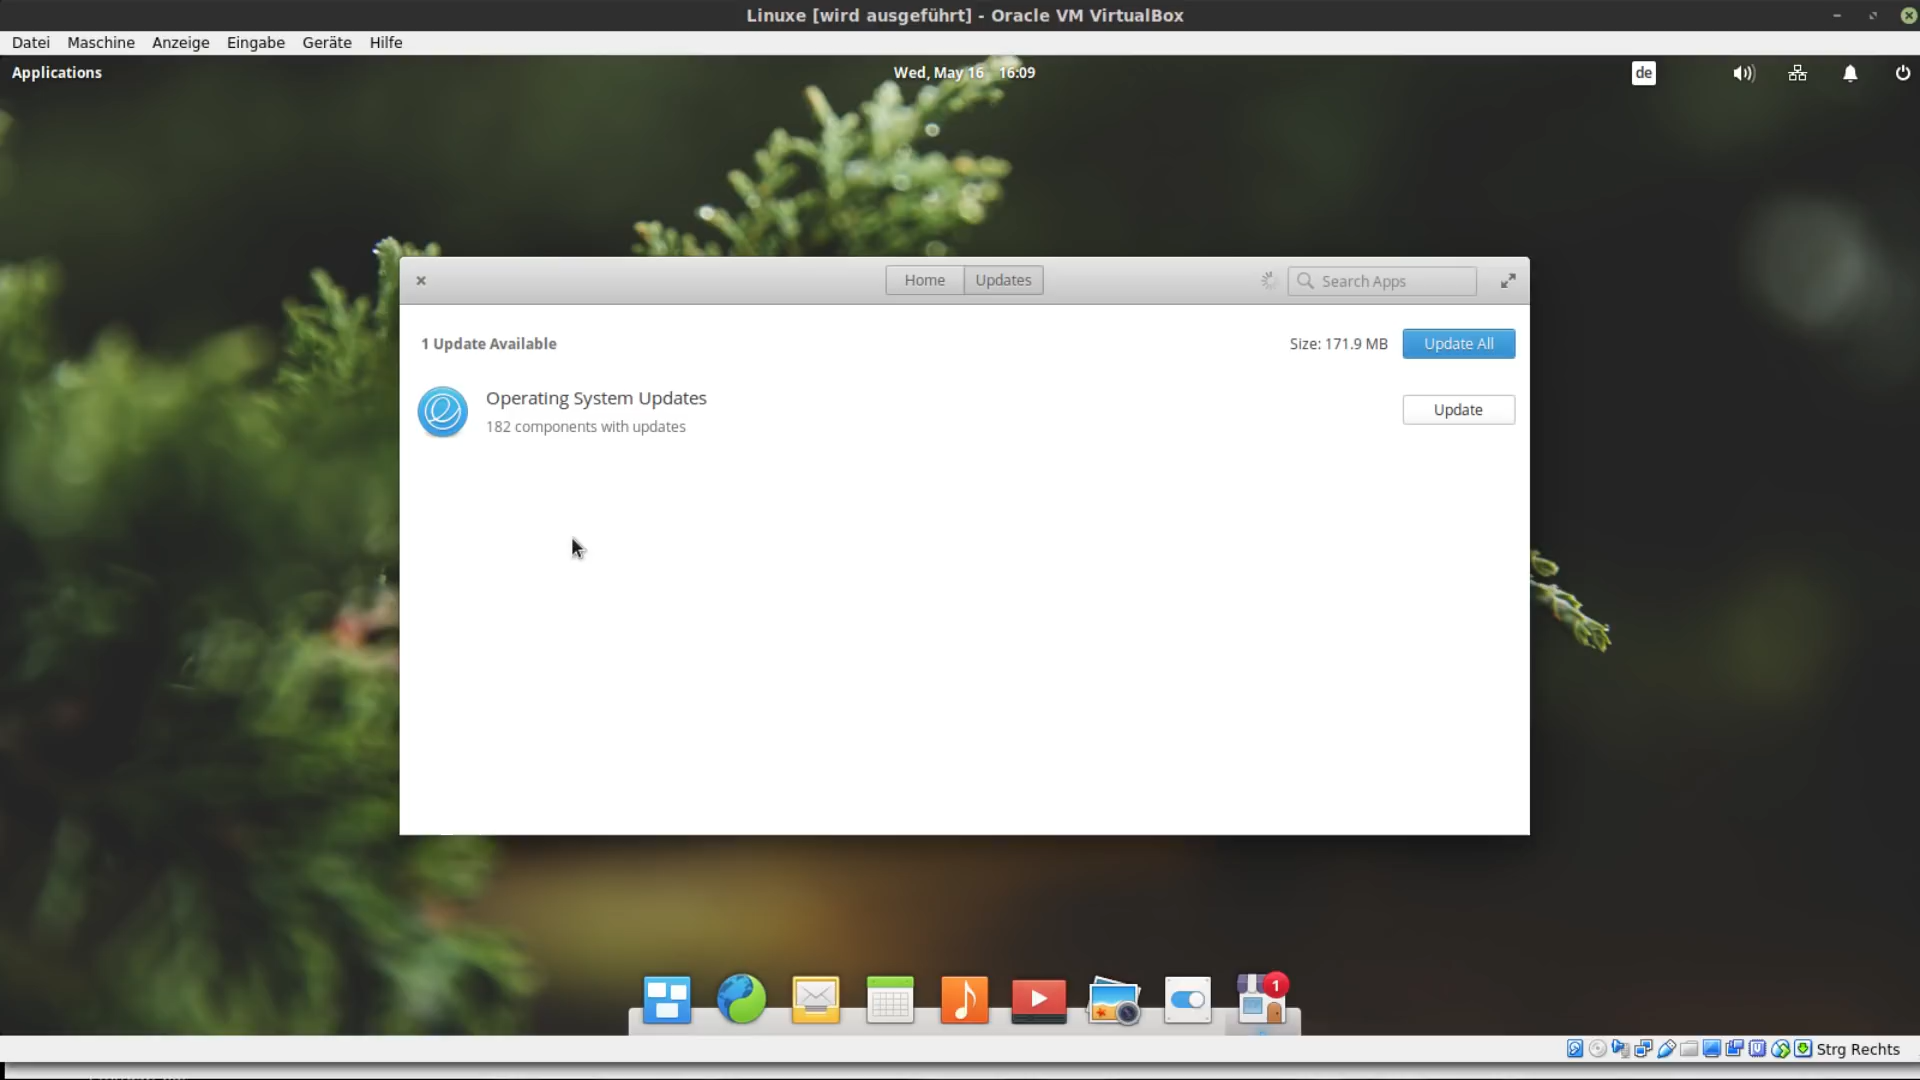 Linuxe [wird ausgeführt] - Oracle VM VirtualBox
Datei Maschine Anzeige Eingabe Geräte Hilfe
Applications Wed, May 16 16:09 de
Home Updates Search Apps
1 Update Available Size: 171.9 MB Update All
Operating System Updates
182 components with updates Update
1
Strg Rechts